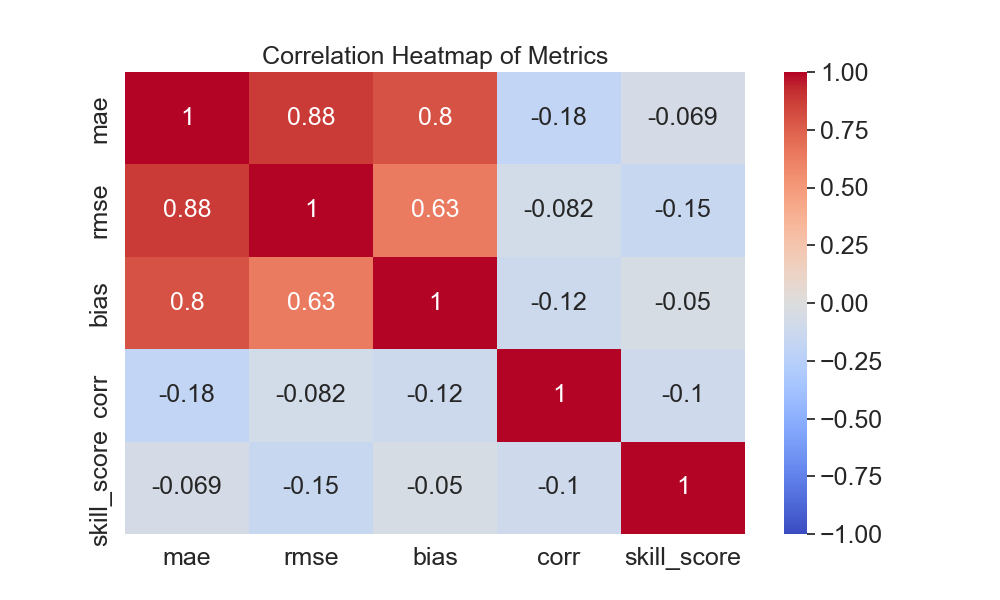 Correlation Heatmap of Metrics
mae 1 0.88 0.8 -0.18 -0.069
rmse 0.88 1 0.63 -0.082 -0.15
bias 0.8 0.63 1 -0.12 -0.05
corr -0.18 -0.082 -0.12 1 -0.1
skill_score -0.069 -0.15 -0.05 -0.1 1
mae rmse bias corr skill_score
1.00
0.75
0.50
0.25
0.00
−0.25
−0.50
−0.75
−1.00